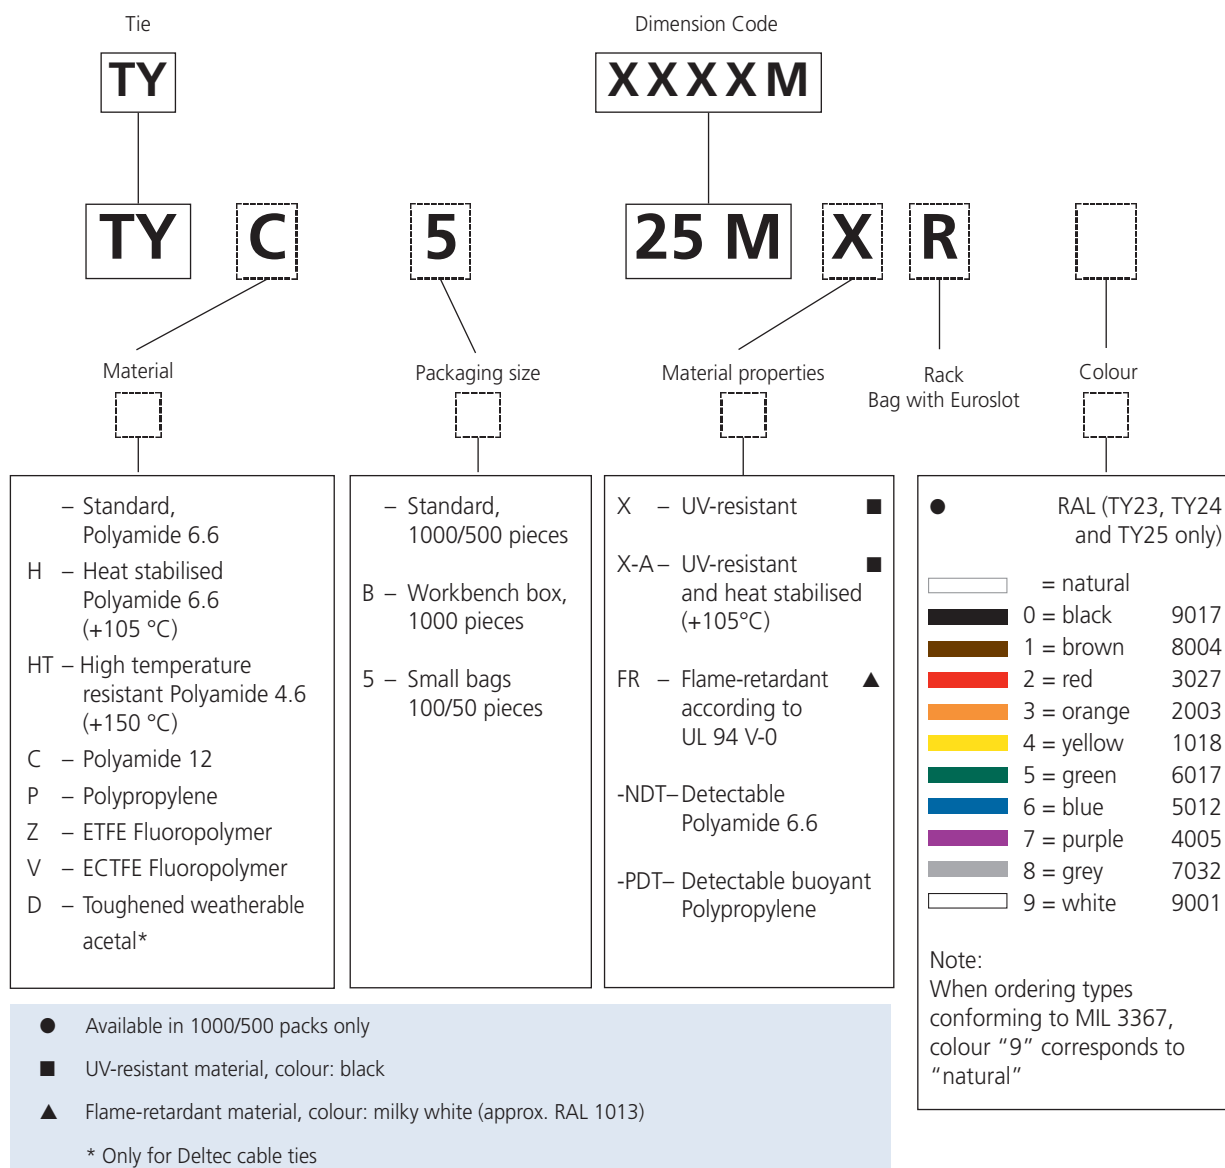 Tie
Dimension Code
TY
XXXXM
TY C 5 25 M X R
Material
Packaging size
Material properties
Rack
Bag with Euroslot
Colour
– Standard,
Polyamide 6.6
H – Heat stabilised
Polyamide 6.6
(+105 °C)
HT – High temperature
resistant Polyamide 4.6
(+150 °C)
C – Polyamide 12
P – Polypropylene
Z – ETFE Fluoropolymer
V – ECTFE Fluoropolymer
D – Toughened weatherable
acetal*
– Standard,
1000/500 pieces
B – Workbench box,
1000 pieces
5 – Small bags
100/50 pieces
X – UV-resistant ■
X-A – UV-resistant ■
and heat stabilised
(+105°C)
FR – Flame-retardant ▲
according to
UL 94 V-0
-NDT– Detectable
Polyamide 6.6
-PDT– Detectable buoyant
Polypropylene
● RAL (TY23, TY24
and TY25 only)
= natural
0 = black 9017
1 = brown 8004
2 = red 3027
3 = orange 2003
4 = yellow 1018
5 = green 6017
6 = blue 5012
7 = purple 4005
8 = grey 7032
9 = white 9001
Note:
When ordering types
conforming to MIL 3367,
colour “9” corresponds to
“natural”
● Available in 1000/500 packs only
■ UV-resistant material, colour: black
▲ Flame-retardant material, colour: milky white (approx. RAL 1013)
* Only for Deltec cable ties